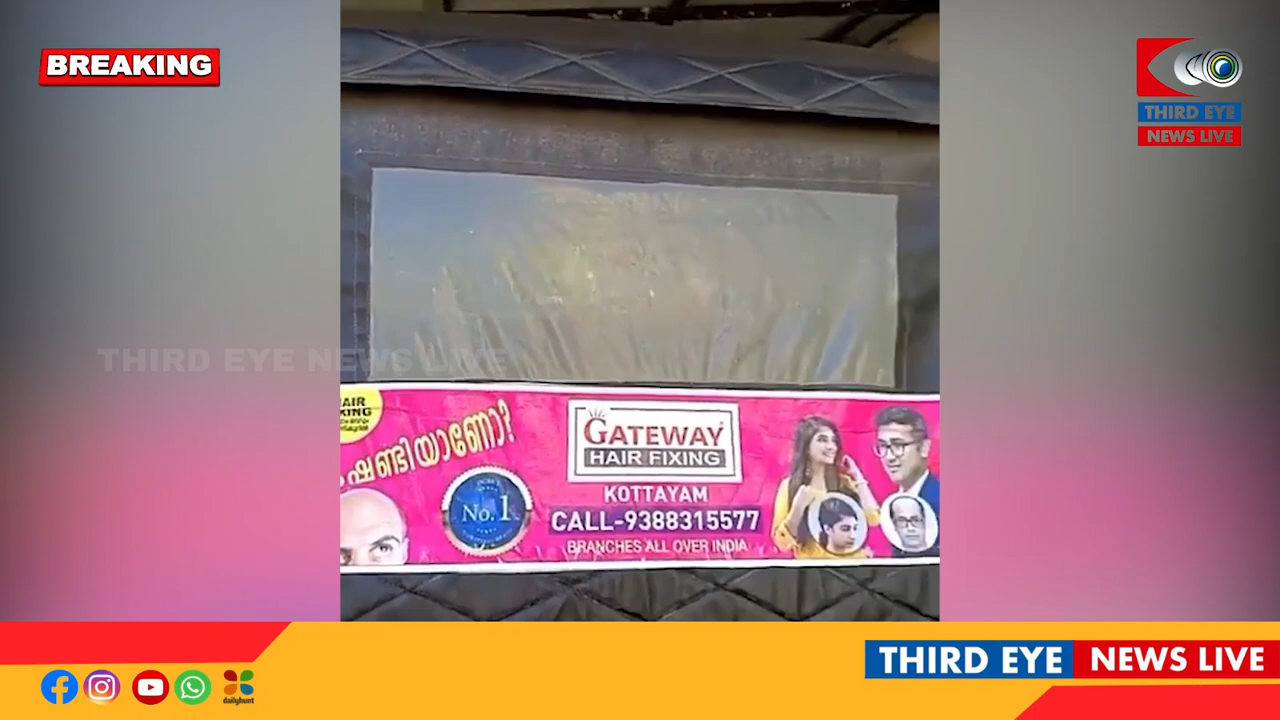 BREAKING
THIRD EYE
NEWS LIVE
THIRD EYE NEWS LIVE
കഷണ്ടിയാണോ?
No. 1
GATEWAY
HAIR FIXING
KOTTAYAM
CALL-9388315577
BRANCHES ALL OVER INDIA
dailyhunt
THIRD EYE NEWS LIVE